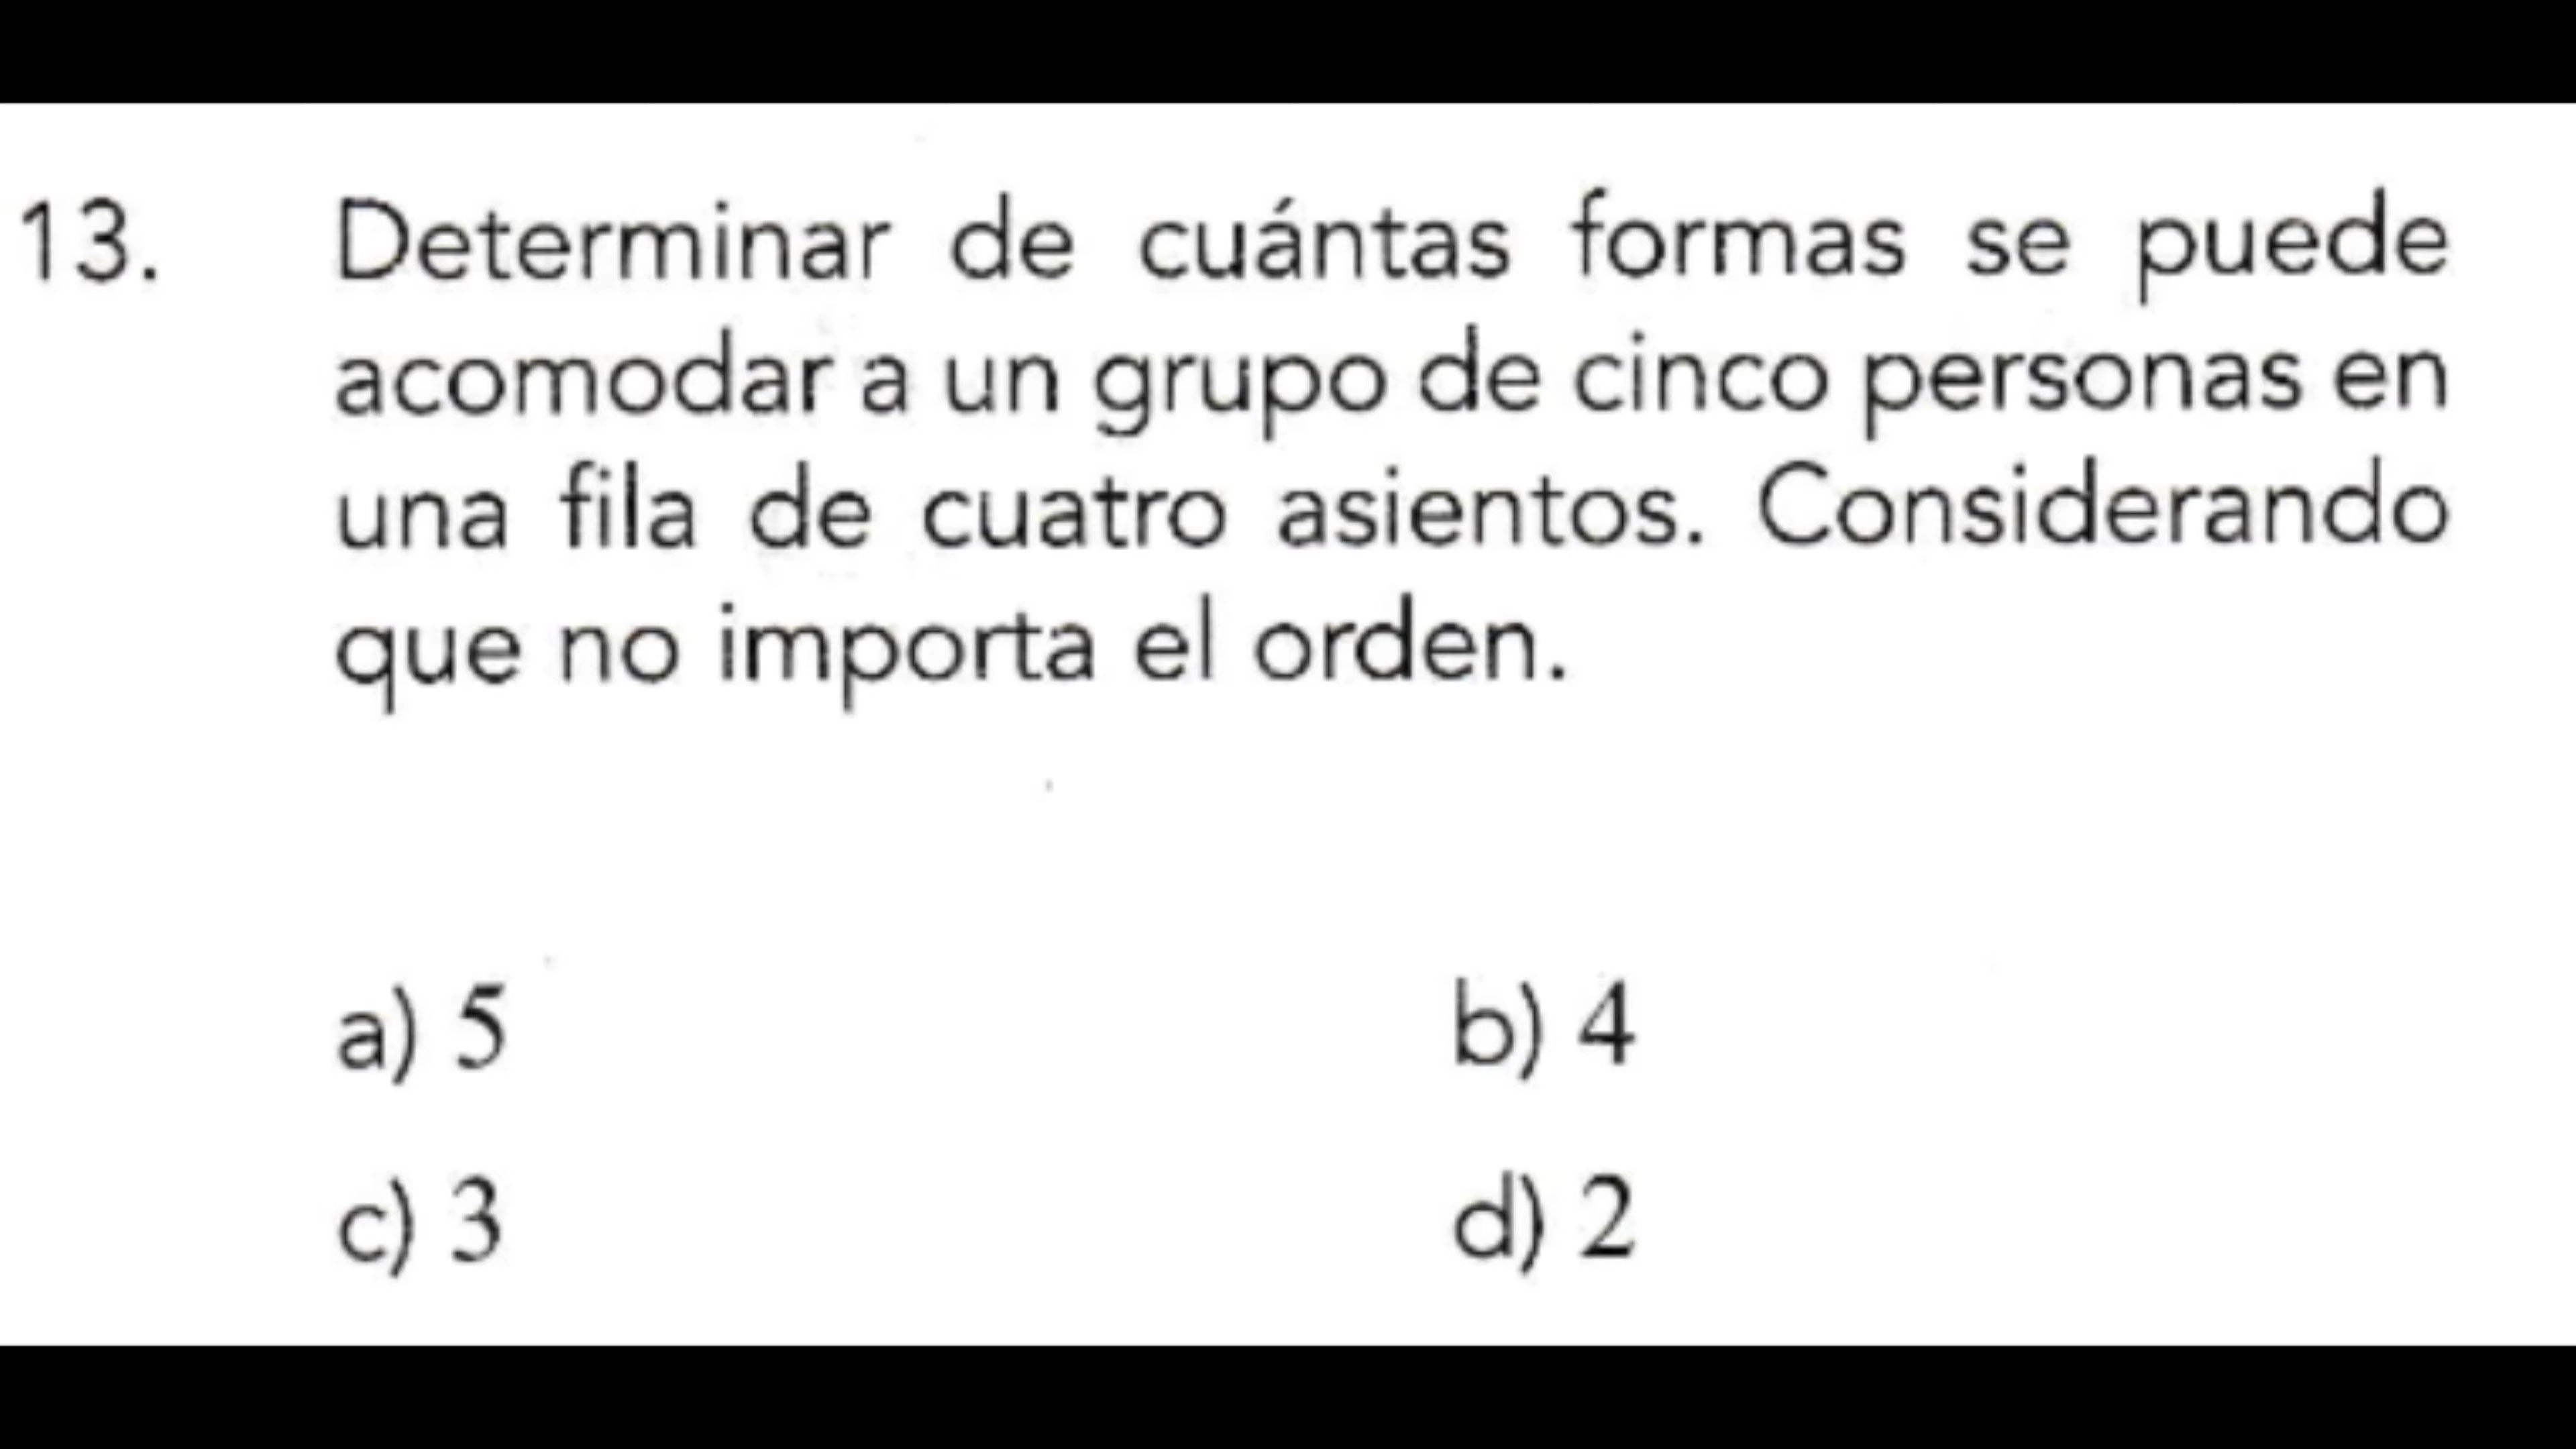 13. Determinar de cuántas formas se puede
acomodar a un grupo de cinco personas en
una fila de cuatro asientos. Considerando
que no importa el orden.
a) 5 b) 4
c) 3 d) 2